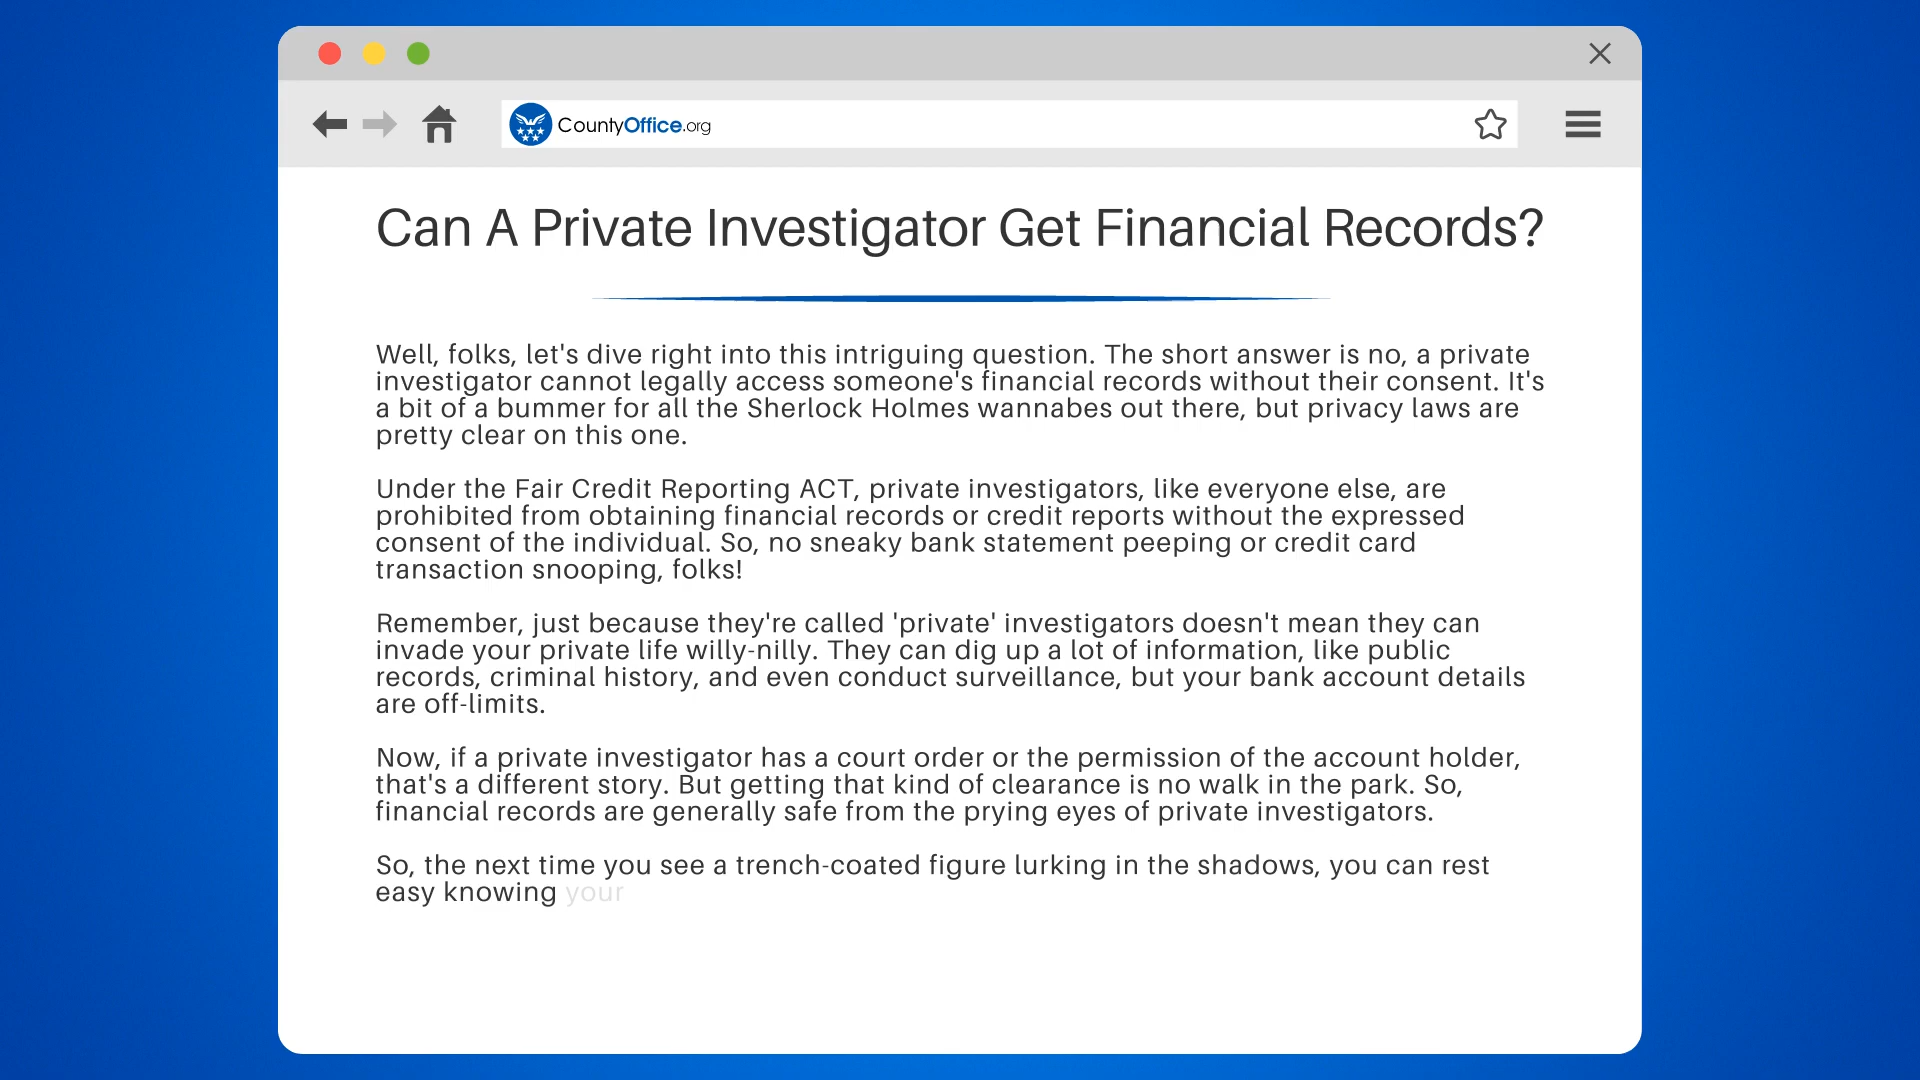 CountyOffice.org
Can A Private Investigator Get Financial Records?
Well, folks, let's dive right into this intriguing question. The short answer is no, a private
investigator cannot legally access someone's financial records without their consent. It's
a bit of a bummer for all the Sherlock Holmes wannabes out there, but privacy laws are
pretty clear on this one.
Under the Fair Credit Reporting ACT, private investigators, like everyone else, are
prohibited from obtaining financial records or credit reports without the expressed
consent of the individual. So, no sneaky bank statement peeping or credit card
transaction snooping, folks!
Remember, just because they're called 'private' investigators doesn't mean they can
invade your private life willy-nilly. They can dig up a lot of information, like public
records, criminal history, and even conduct surveillance, but your bank account details
are off-limits.
Now, if a private investigator has a court order or the permission of the account holder,
that's a different story. But getting that kind of clearance is no walk in the park. So,
financial records are generally safe from the prying eyes of private investigators.
So, the next time you see a trench-coated figure lurking in the shadows, you can rest
easy knowing your